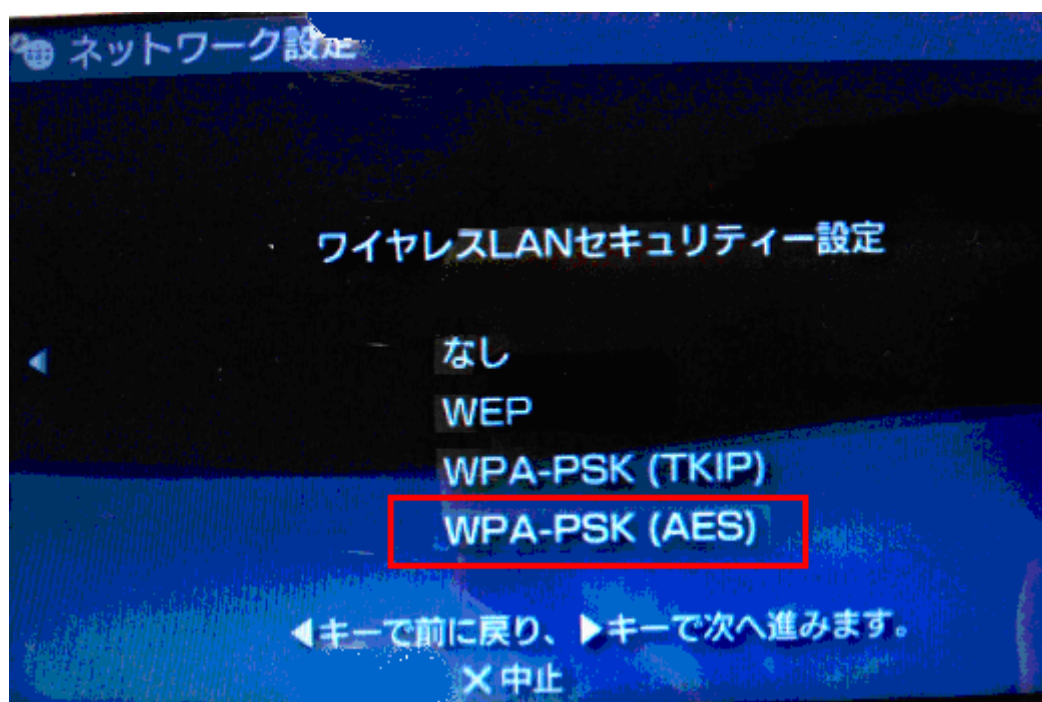 ネットワーク設定
ワイヤレスLANセキュリティー設定
なし
WEP
WPA-PSK (TKIP)
WPA-PSK (AES)
◀キーで前に戻り、▶キーで次へ進みます。
✕中止